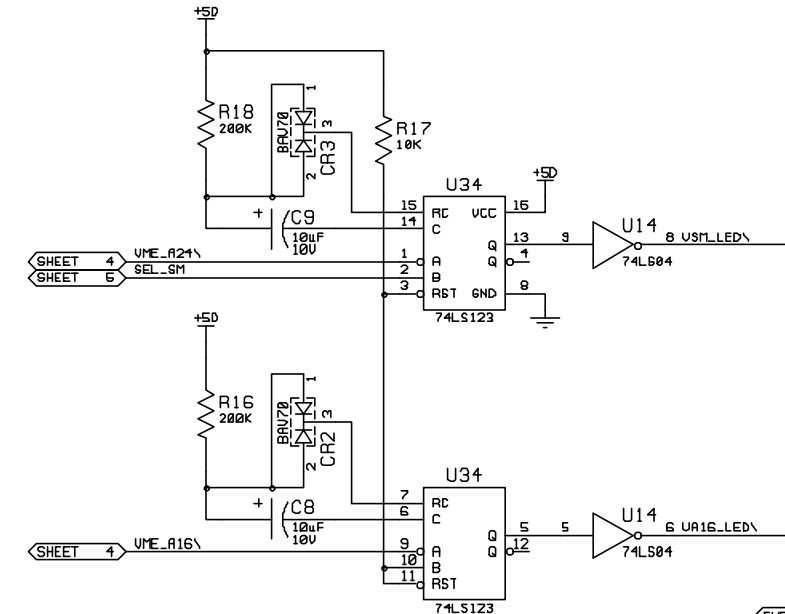 +5D
R18
200K
1
BAV70
3
CR3
2
R17
10K
+5D
U34
15 RC VCC 16
14 C
+ C9
10uF
10V
Q 13 9 U14 8 VSM_LED\
74LS04
SHEET 4 VME_A24\ 1 A Q 4
SHEET 5 SEL_SM 2 B
3 RST GND 8
74LS123
+5D
R16
200K
1
BAV70
3
CR2
2
U34
7 RC
6 C
+ C8
10uF
10V
Q 5 5 U14 6 VA16_LED\
74LS04
SHEET 4 VME_A16\ 9 A Q 12
10 B
11 RST
74LS123